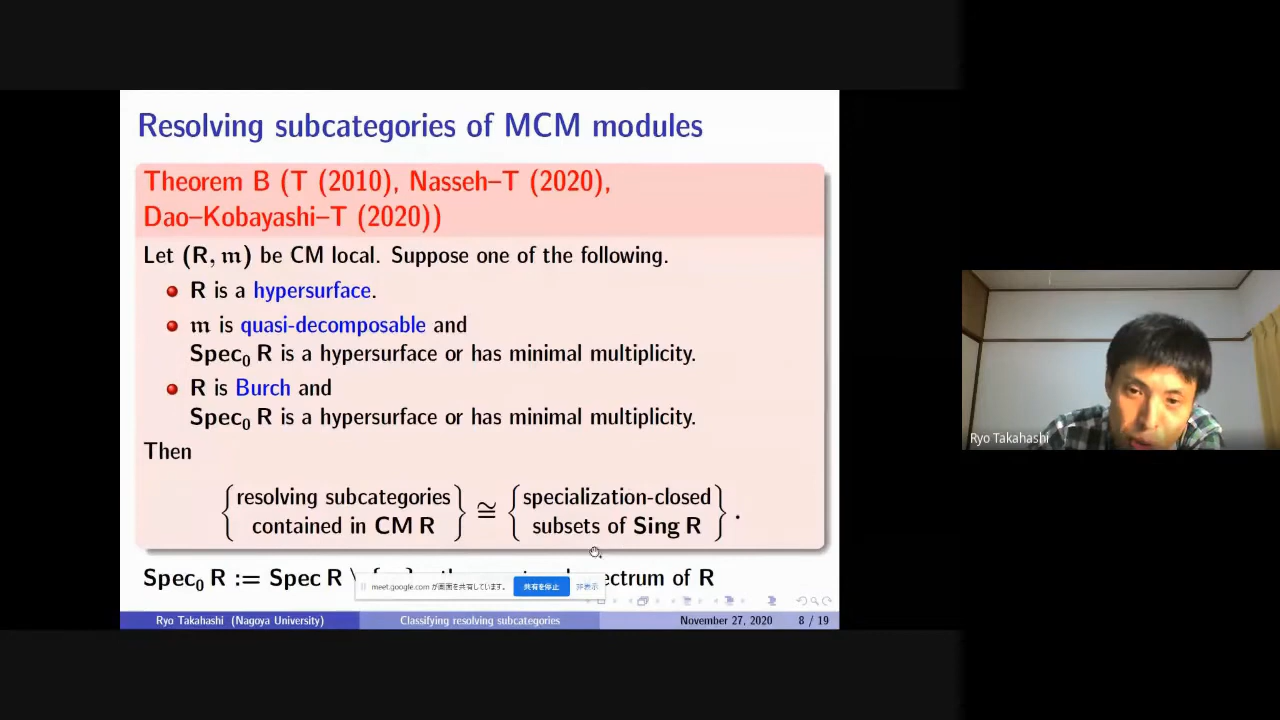 Resolving subcategories of MCM modules
Theorem B (T (2010), Nasseh–T (2020),
Dao–Kobayashi–T (2020))
Let (R, 𝔪) be CM local. Suppose one of the following.
R is a hypersurface.
𝔪 is quasi-decomposable and
Spec₀ R is a hypersurface or has minimal multiplicity.
R is Burch and
Spec₀ R is a hypersurface or has minimal multiplicity.
Then
{resolving subcategories contained in CM R} ≅ {specialization-closed subsets of Sing R}.
Spec₀ R := Spec R \ ectrum of R
meet.google.com が画面を共有しています。 共有を停止 非表示
Ryo Takahashi (Nagoya University) Classifying resolving subcategories November 27, 2020 8 / 19
Ryo Takahashi